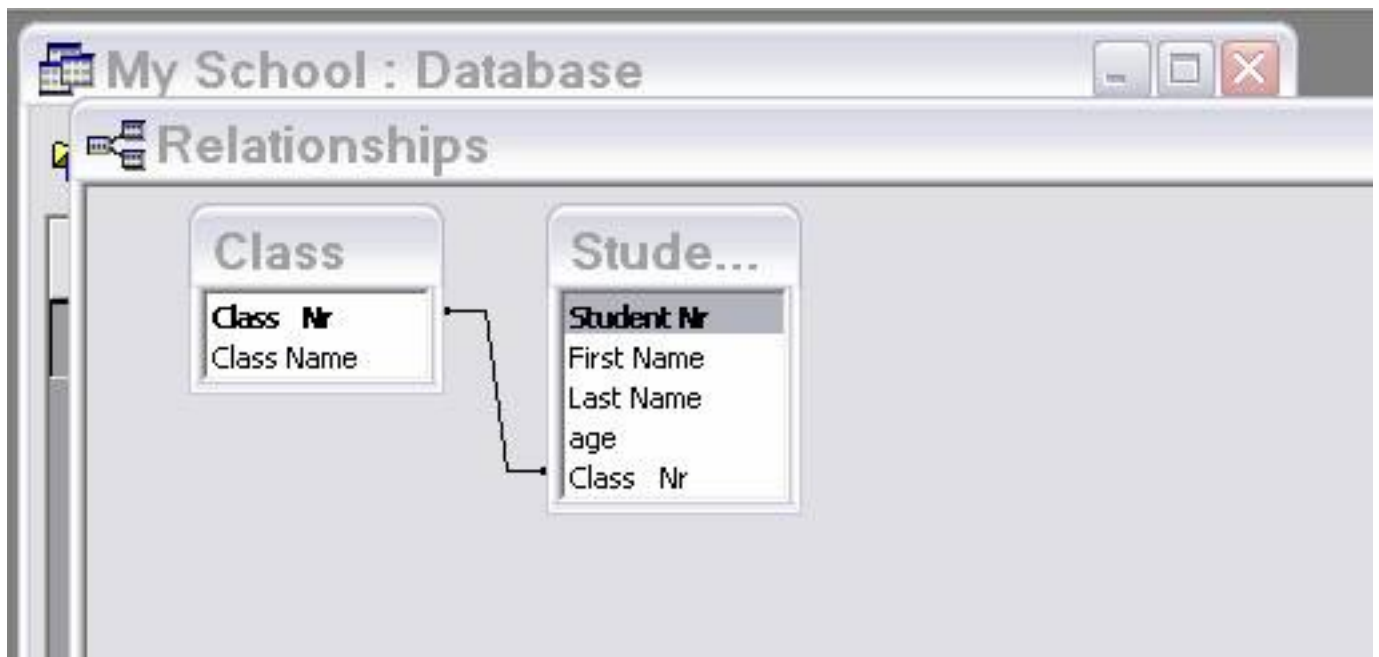 My School : Database
Relationships
Class
Class Nr
Class Name
Stude...
Student Nr
First Name
Last Name
age
Class Nr